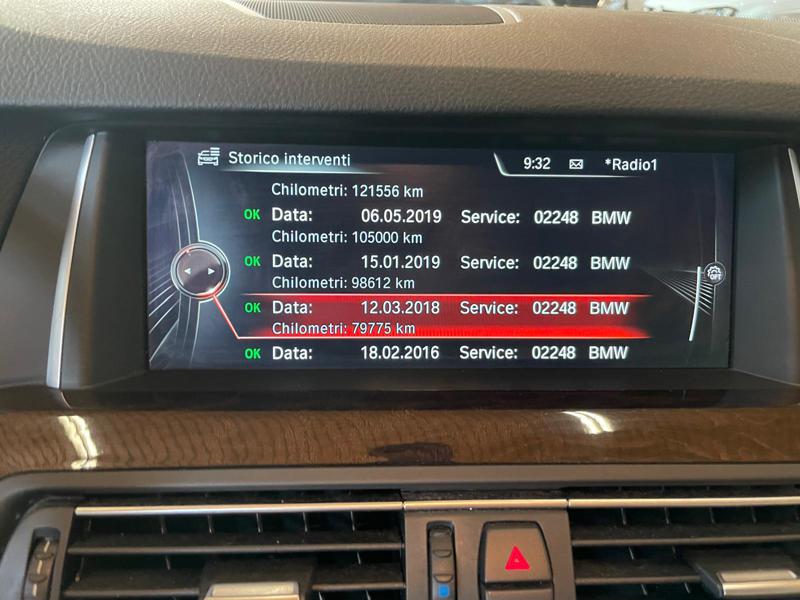 Storico interventi 9:32 *Radio1
Chilometri: 121556 km
OK Data: 06.05.2019 Service: 02248 BMW
Chilometri: 105000 km
OK Data: 15.01.2019 Service: 02248 BMW
Chilometri: 98612 km
OK Data: 12.03.2018 Service: 02248 BMW
Chilometri: 79775 km
OK Data: 18.02.2016 Service: 02248 BMW
OPT